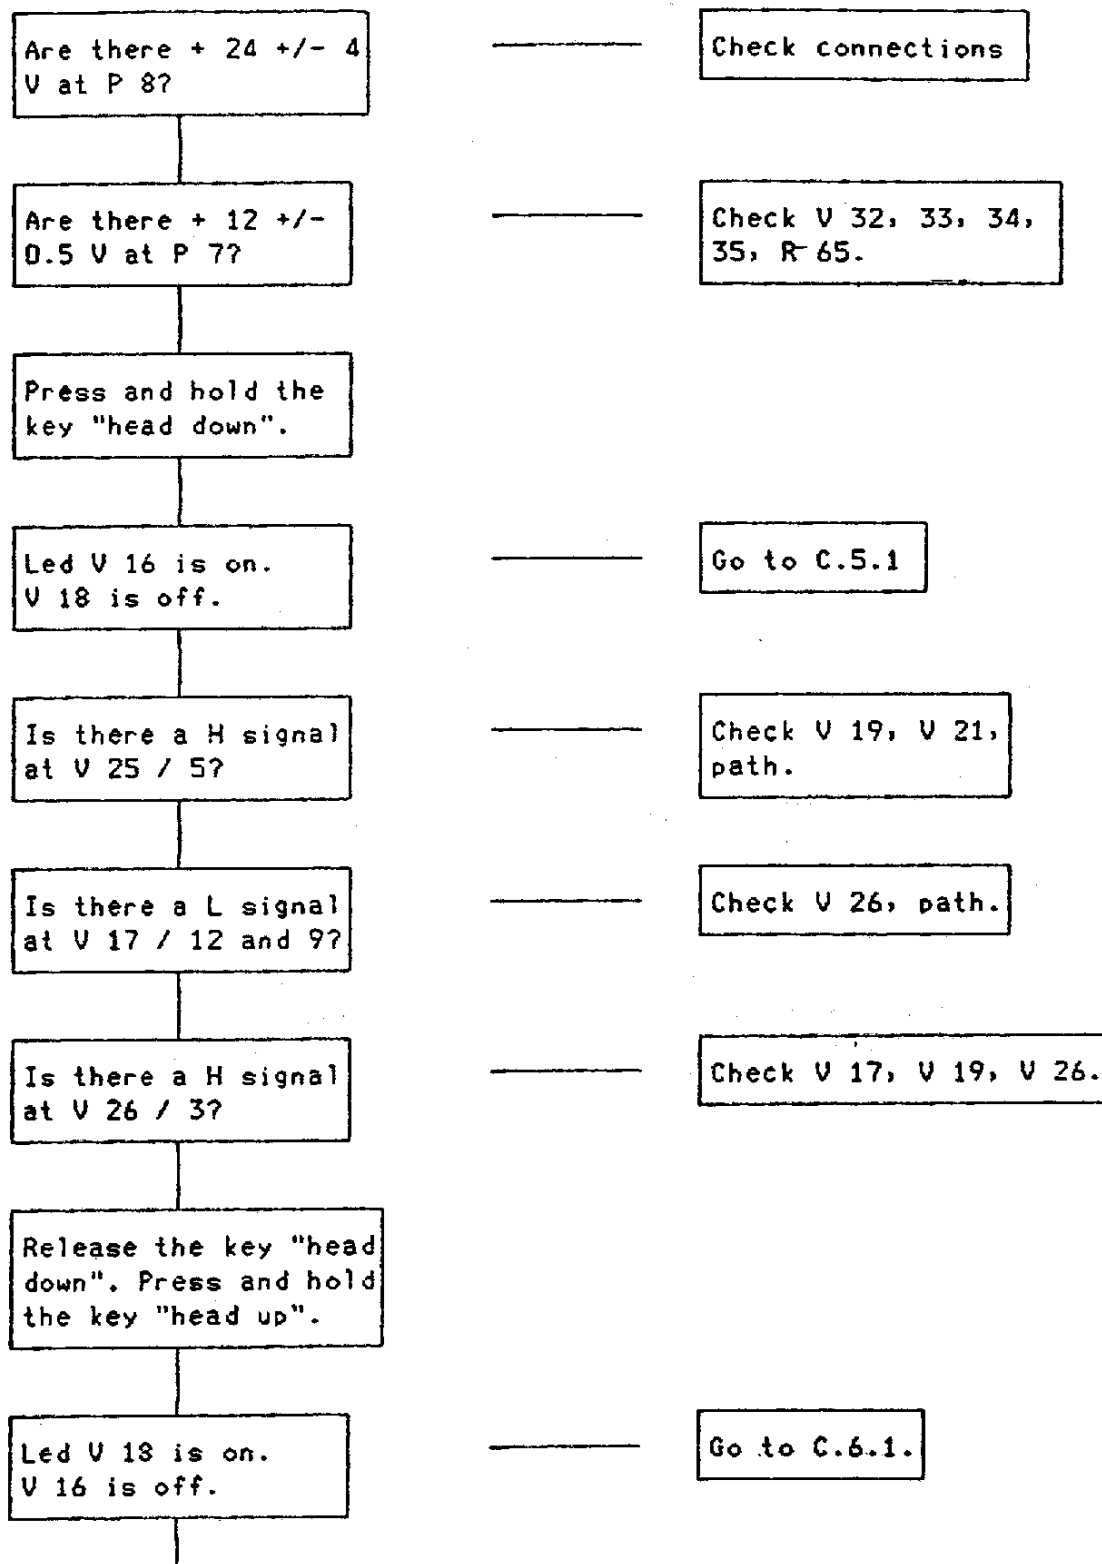 Are there + 24 +/- 4
V at P 8?
Check connections
Are there + 12 +/-
0.5 V at P 7?
Check V 32, 33, 34,
35, R 65.
Press and hold the
key "head down".
Led V 16 is on.
V 18 is off.
Go to C.5.1
Is there a H signal
at V 25 / 5?
Check V 19, V 21,
path.
Is there a L signal
at V 17 / 12 and 9?
Check V 26, path.
Is there a H signal
at V 26 / 3?
Check V 17, V 19, V 26.
Release the key "head
down". Press and hold
the key "head up".
Led V 18 is on.
V 16 is off.
Go to C.6.1.